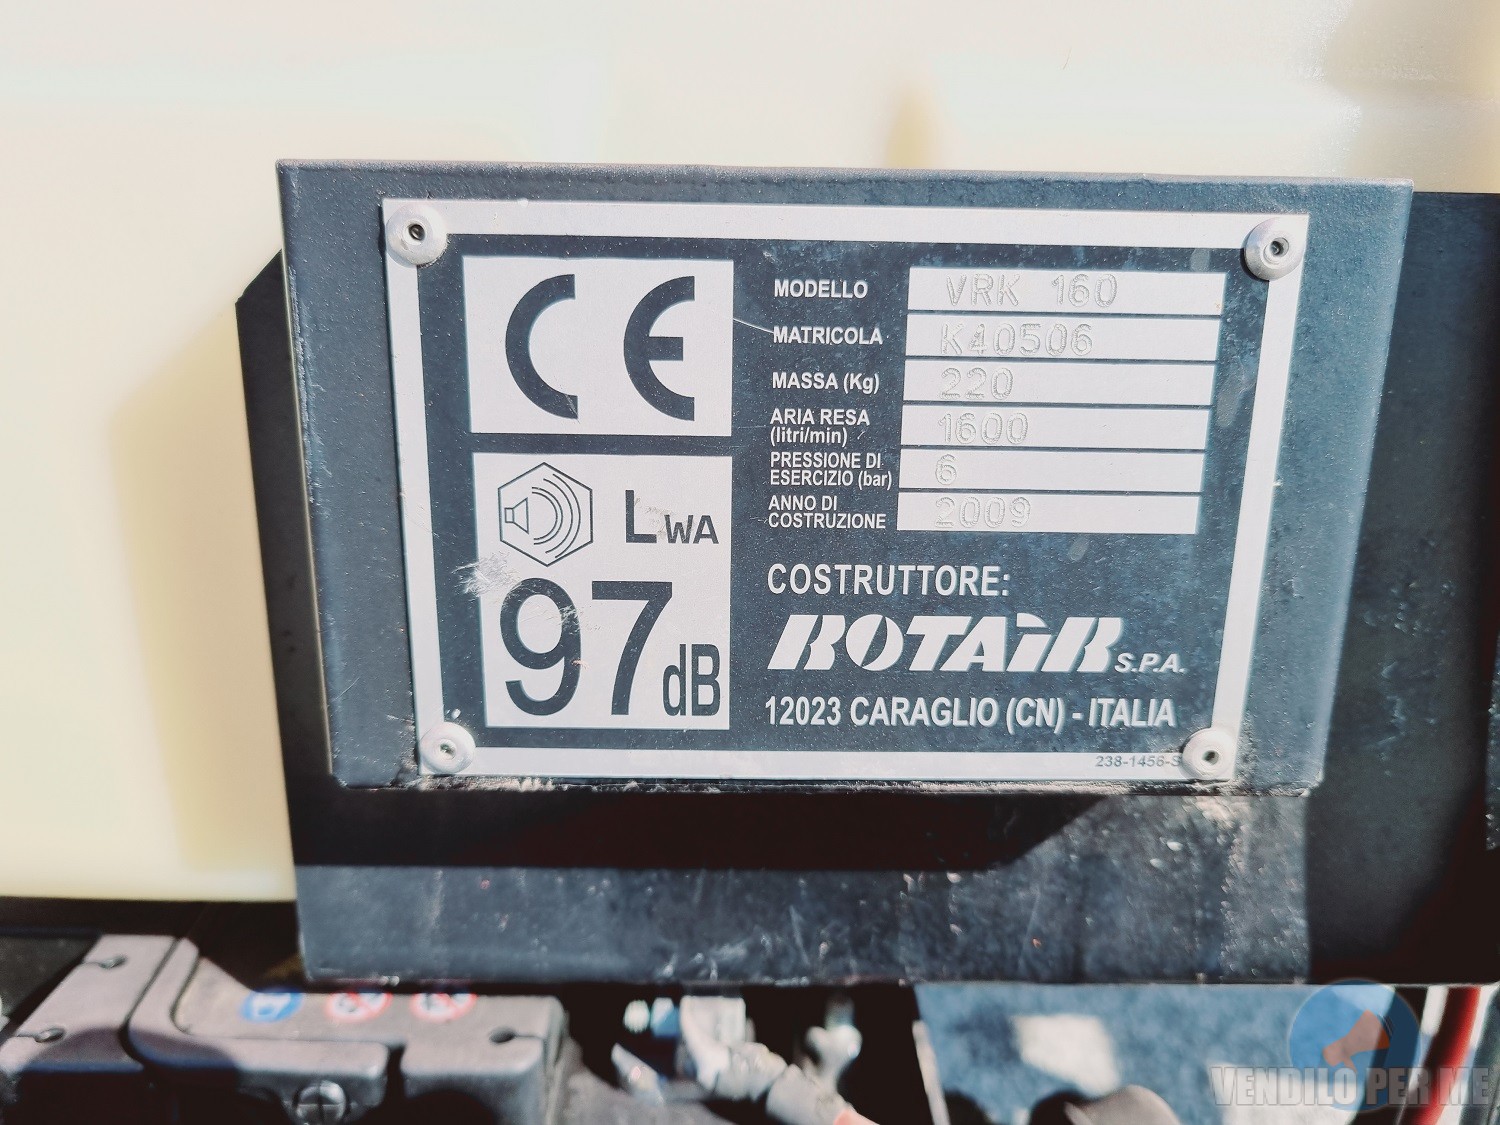 CE
MODELLO VRK 160
MATRICOLA K40506
MASSA (Kg) 220
ARIA RESA
(litri/min) 1600
PRESSIONE DI
ESERCIZIO (bar) 6
ANNO DI
COSTRUZIONE 2009
LWA
97dB
COSTRUTTORE:
ROTAIR S.P.A.
12023 CARAGLIO (CN) - ITALIA
238-1456-S
VENDILO PER ME